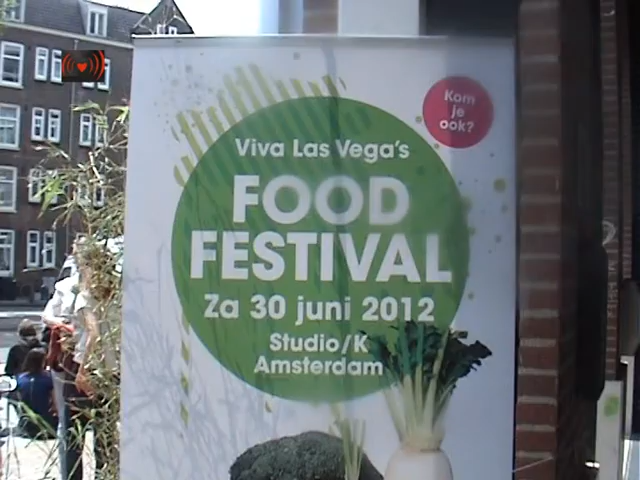 Kom
je
ook?
Viva Las Vega's
FOOD
FESTIVAL
Za 30 juni 2012
Studio/K
Amsterdam